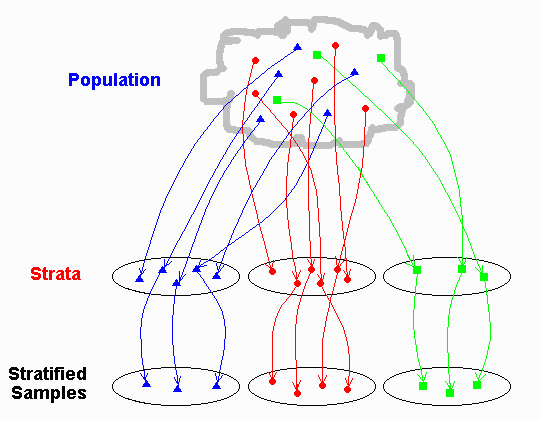 Population
Strata
Stratified
Samples